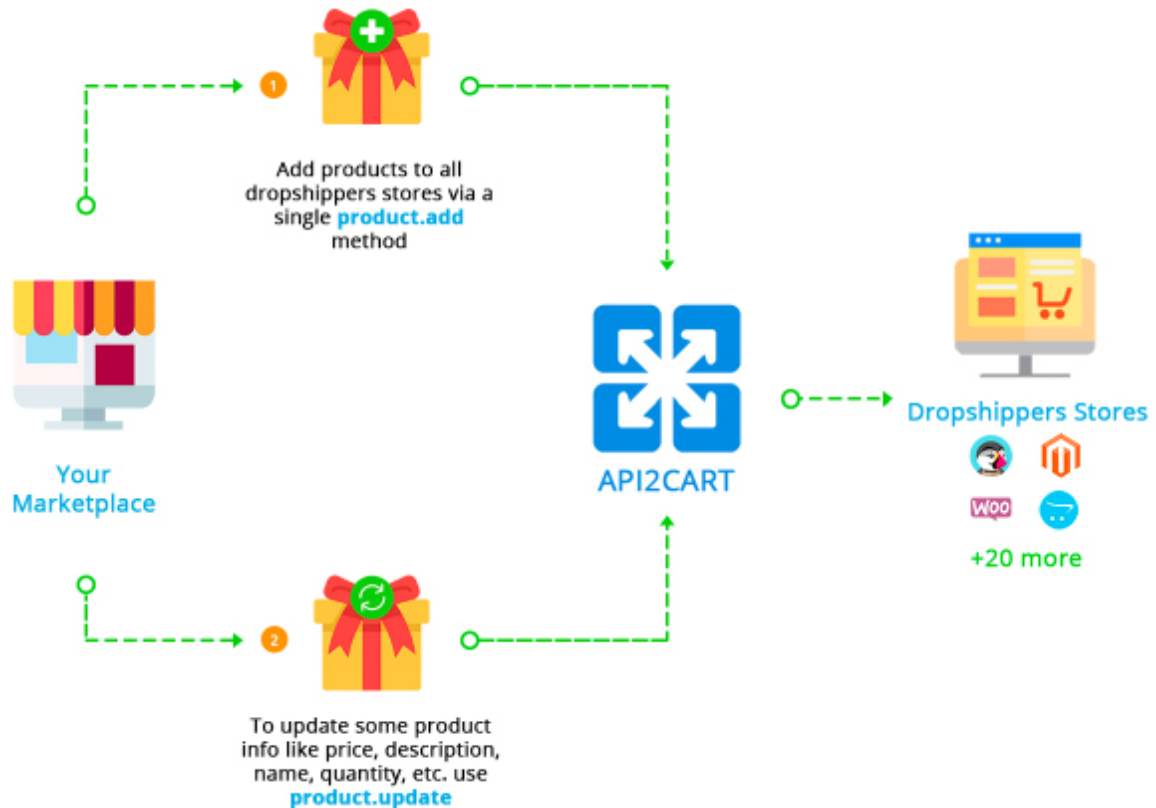 1
Add products to all
dropshippers stores via a
single product.add
method
Your
Marketplace
API2CART
Dropshippers Stores
WOO
+20 more
2
To update some product
info like price, description,
name, quantity, etc. use
product.update